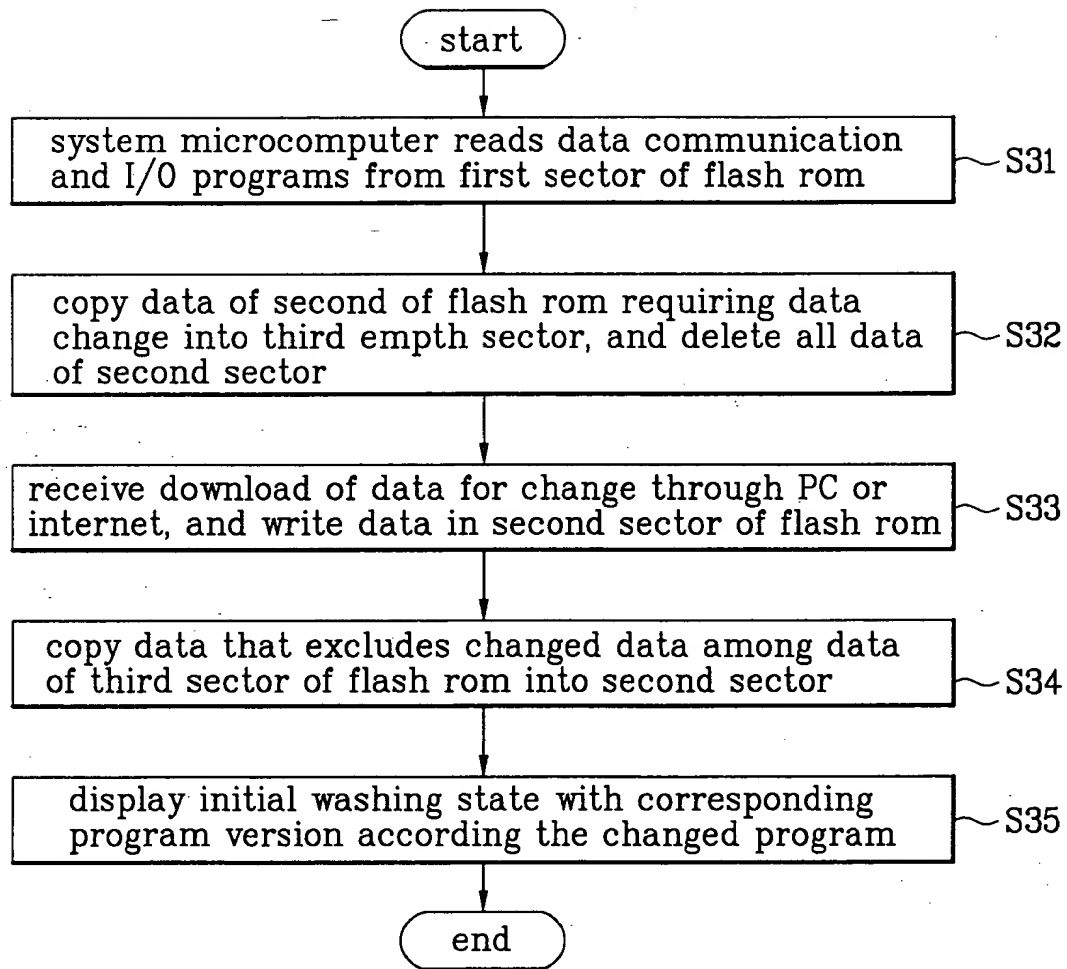 start
system microcomputer reads data communication
and I/O programs from first sector of flash rom
S31
copy data of second of flash rom requiring data
change into third empth sector, and delete all data
of second sector
S32
receive download of data for change through PC or
internet, and write data in second sector of flash rom
S33
copy data that excludes changed data among data
of third sector of flash rom into second sector
S34
display initial washing state with corresponding
program version according the changed program
S35
end